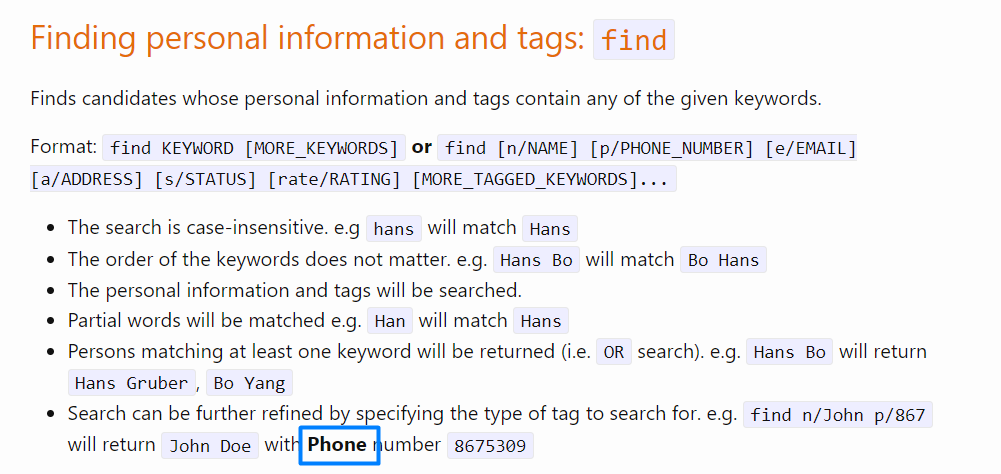 Finding personal information and tags: find
Finds candidates whose personal information and tags contain any of the given keywords.
Format: find KEYWORD [MORE_KEYWORDS] or find [n/NAME] [p/PHONE_NUMBER] [e/EMAIL]
[a/ADDRESS] [s/STATUS] [rate/RATING] [MORE_TAGGED_KEYWORDS]...
• The search is case-insensitive. e.g hans will match Hans
• The order of the keywords does not matter. e.g. Hans Bo will match Bo Hans
• The personal information and tags will be searched.
• Partial words will be matched e.g. Han will match Hans
• Persons matching at least one keyword will be returned (i.e. OR search). e.g. Hans Bo will return
Hans Gruber, Bo Yang
• Search can be further refined by specifying the type of tag to search for. e.g. find n/John p/867
will return John Doe with Phone number 8675309